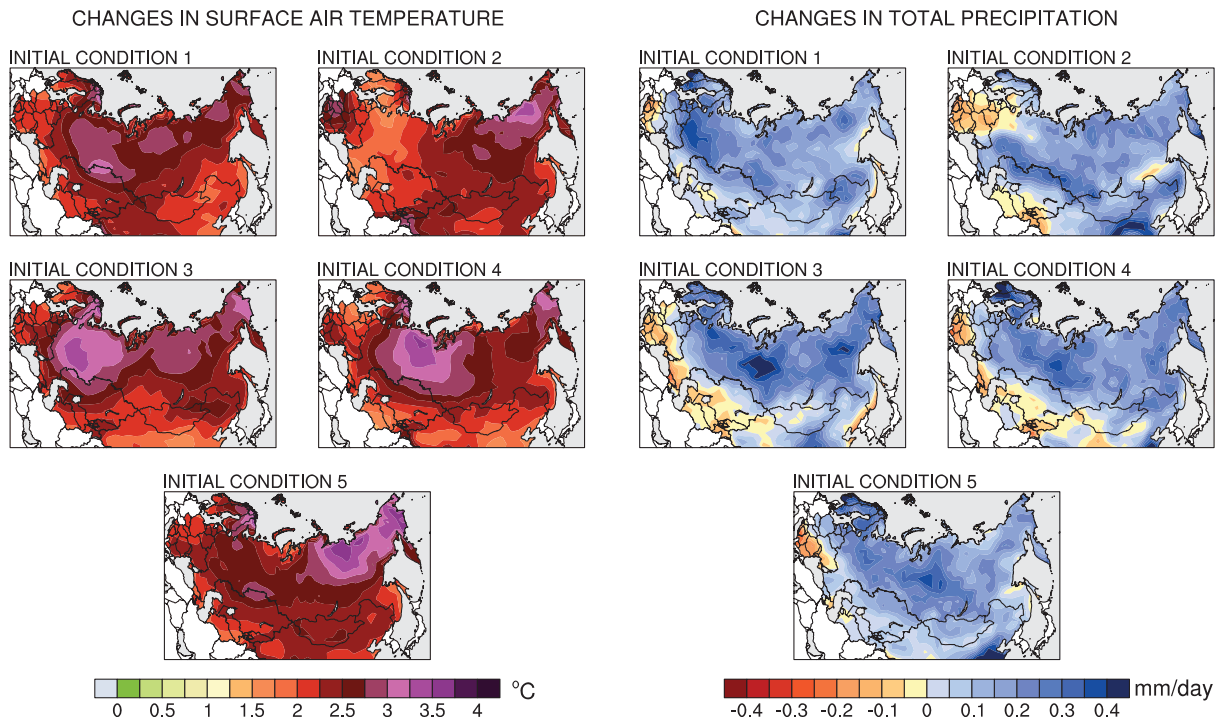 CHANGES IN SURFACE AIR TEMPERATURE
INITIAL CONDITION 1
INITIAL CONDITION 2
INITIAL CONDITION 3
INITIAL CONDITION 4
INITIAL CONDITION 5
0 0.5 1 1.5 2 2.5 3 3.5 4 °C
CHANGES IN TOTAL PRECIPITATION
INITIAL CONDITION 1
INITIAL CONDITION 2
INITIAL CONDITION 3
INITIAL CONDITION 4
INITIAL CONDITION 5
-0.4 -0.3 -0.2 -0.1 0 0.1 0.2 0.3 0.4 mm/day